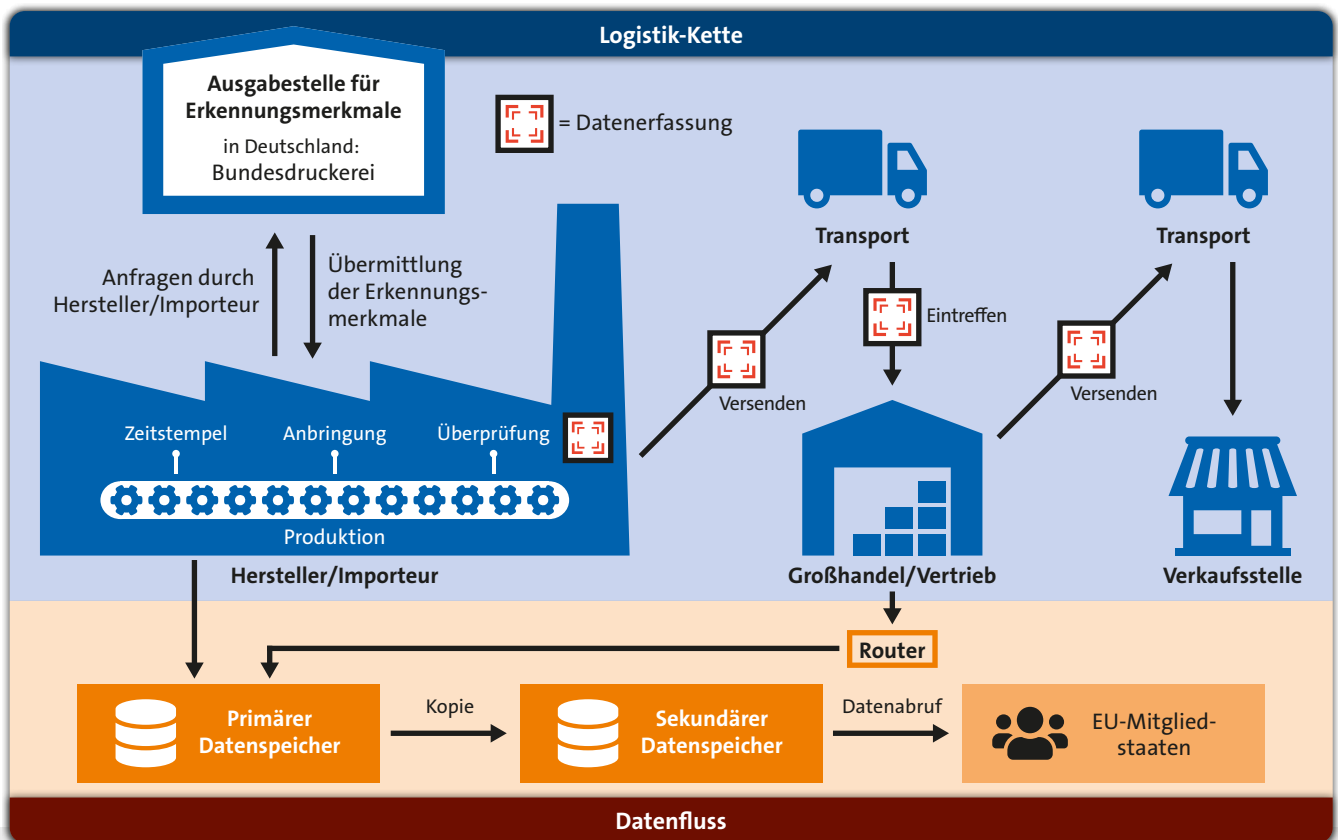 Logistik-Kette
Ausgabestelle für
Erkennungsmerkmale
in Deutschland:
Bundesdruckerei
= Datenerfassung
Transport
Transport
Anfragen durch
Hersteller/Importeur
Übermittlung
der Erkennungs-
merkmale
Eintreffen
Versenden
Versenden
Zeitstempel
Anbringung
Überprüfung
Produktion
Hersteller/Importeur
Großhandel/Vertrieb
Verkaufsstelle
Router
Primärer
Datenspeicher
Kopie
Sekundärer
Datenspeicher
Datenabruf
EU-Mitglied-
staaten
Datenfluss